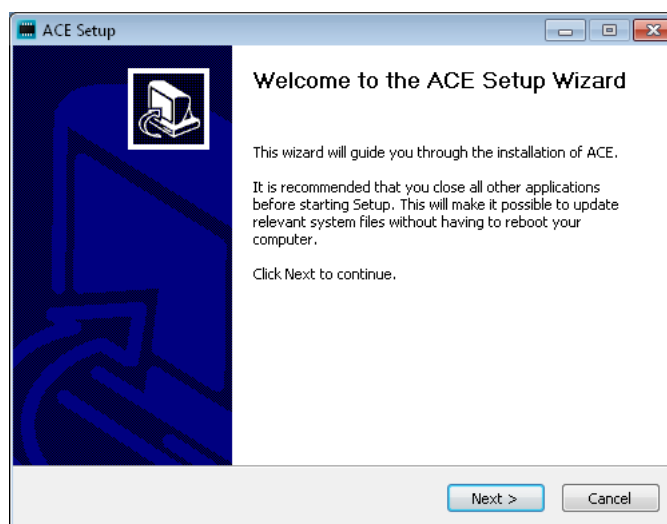 ACE Setup
Welcome to the ACE Setup Wizard
This wizard will guide you through the installation of ACE.
It is recommended that you close all other applications
before starting Setup. This will make it possible to update
relevant system files without having to reboot your
computer.
Click Next to continue.
Next >
Cancel